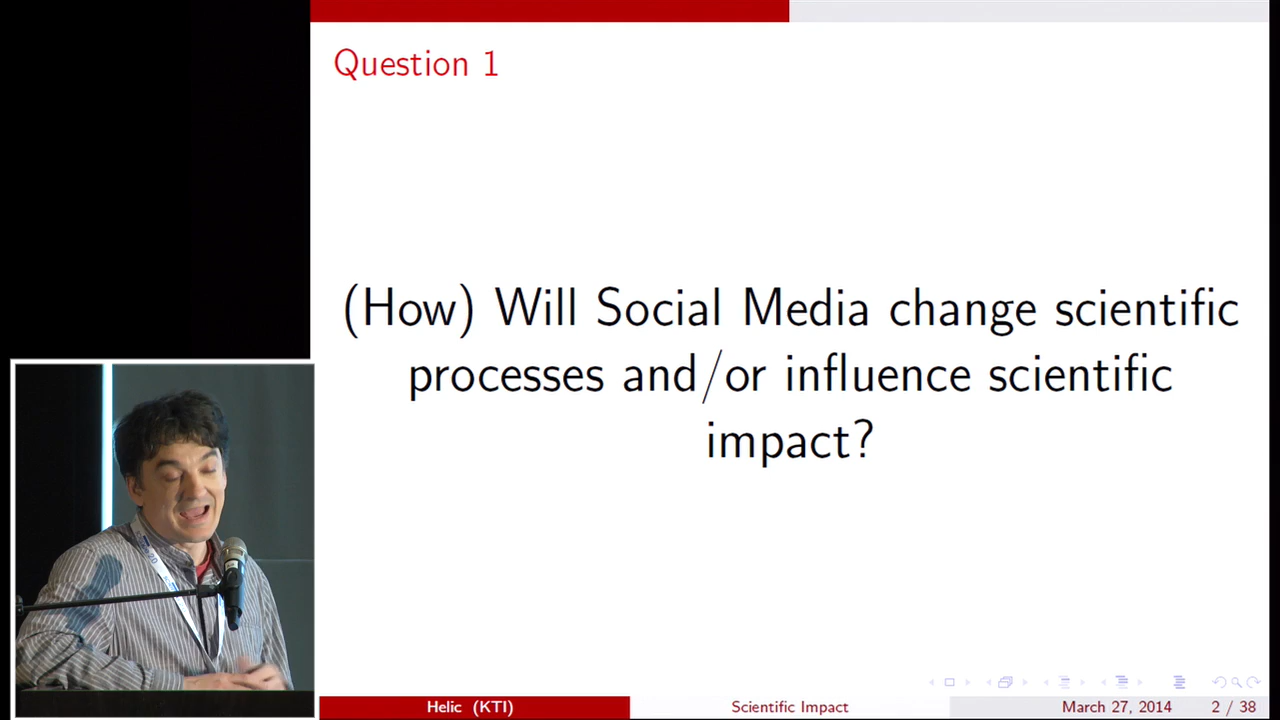 Question 1
(How) Will Social Media change scientific
processes and/or influence scientific
impact?
Helic (KTI)
Scientific Impact
March 27, 2014
2 / 38